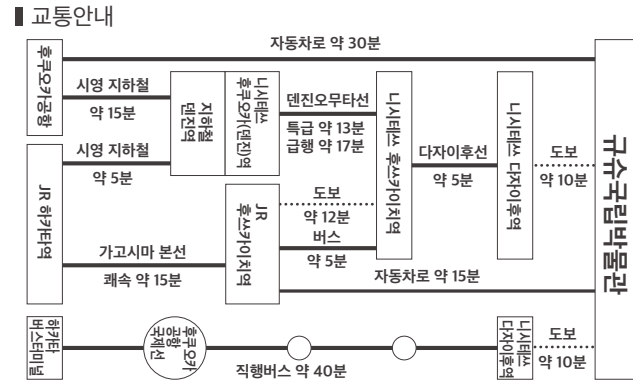 교통안내
자동차로 약 30분
후쿠오카공항
시영 지하철
약 15분
지하철
덴진역
니시테쓰
후쿠오카(덴진)역
덴진오무타선
특급 약 13분
급행 약 17분
니시테쓰 후쓰카이치역
다자이후선
약 5분
니시테쓰 다자이후역
도보
약 10분
규슈국립박물관
JR 하카타역
시영 지하철
약 5분
가고시마 본선
쾌속 약 15분
JR
후쓰카이치역
도보
약 12분
버스
약 5분
자동차로 약 15분
하카타
버스터미널
후쿠오카
공항
국제선
직행버스 약 40분
니시테쓰
다자이후역
도보
약 10분